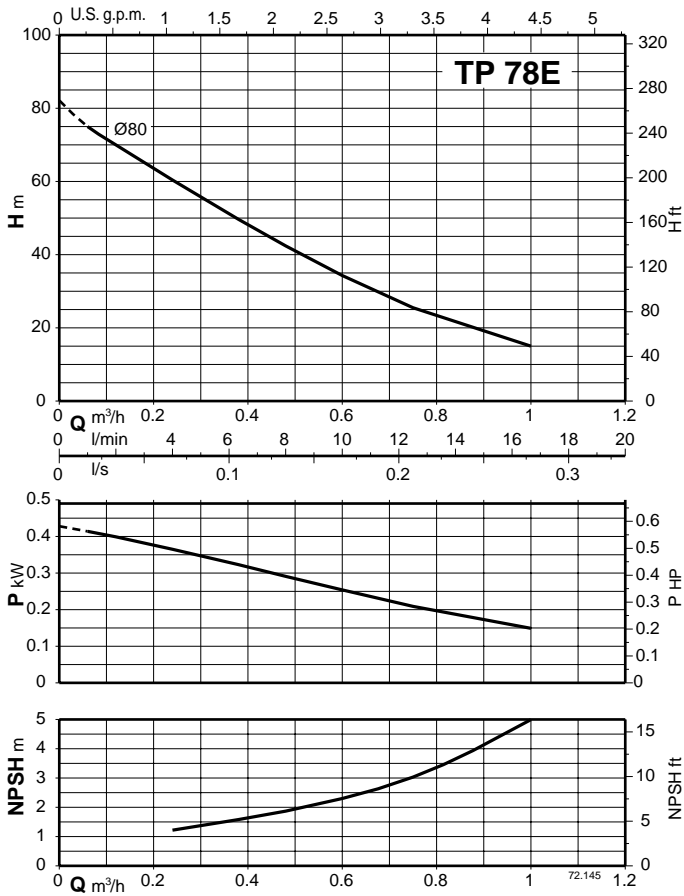 0 U.S. g.p.m. 1 1.5 2 2.5 3 3.5 4 4.5 5
100 320
TP 78E
280
80 Ø80 240
60 200
H m 160 H ft
40 120
80
20 40
0 0
0 Q m³/h 0.2 0.4 0.6 0.8 1 1.2
0 l/min 4 6 8 10 12 14 16 18 20
0 l/s 0.1 0.2 0.3
0.5
0.6
0.4 0.5
P kW 0.3 0.4 P HP
0.2 0.3
0.2
0.1 0.1
0 0
5
15
4
NPSH m 3 10 NPSH ft
2
5
1
0 72.145 0
0 Q m³/h 0.2 0.4 0.6 0.8 1 1.2